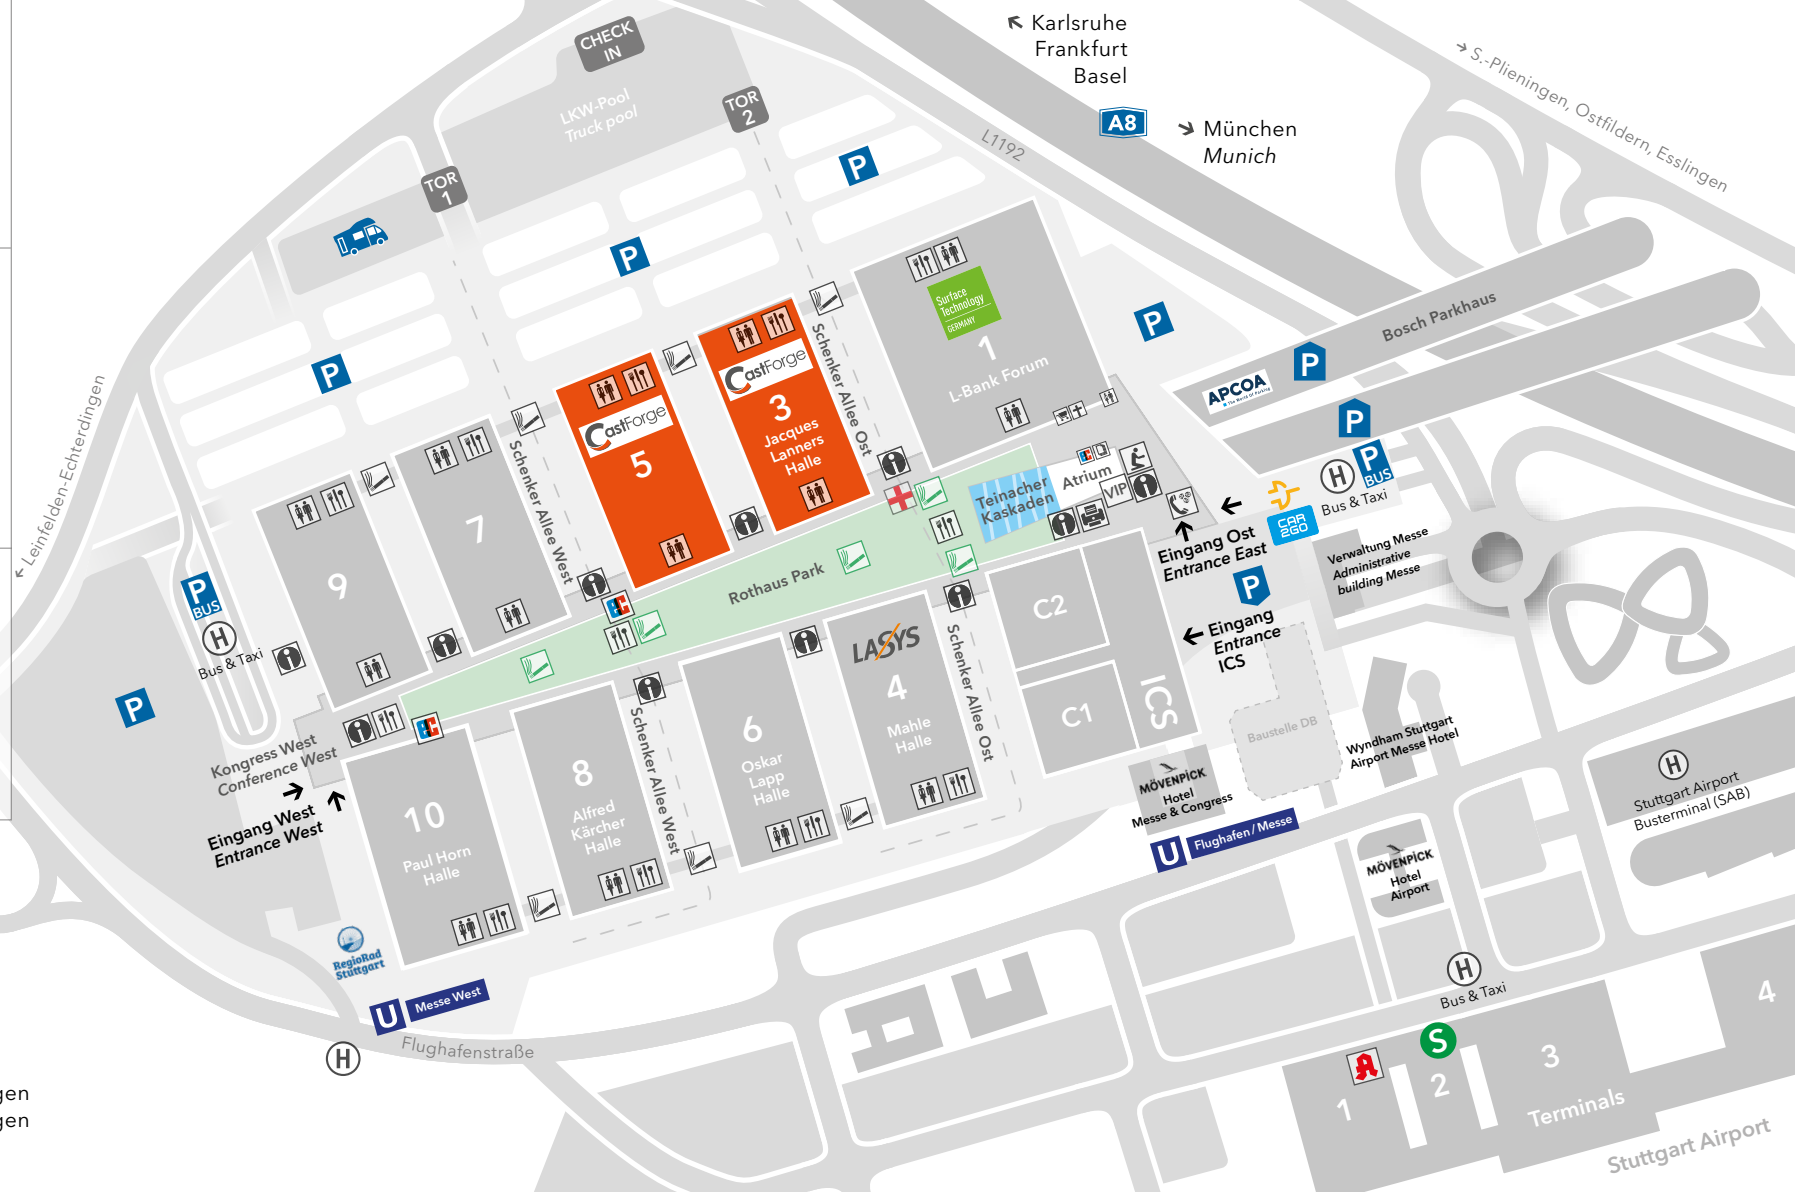 CHECK
IN
LKW-Pool
Truck pool
TOR
1
TOR
2
Karlsruhe
Frankfurt
Basel
A8
München
Munich
L1192
S.-Plieningen, Ostfildern, Esslingen
Leinfelden-Echterdingen
P
P
P
P
Bosch Parkhaus
APCOA
P
P
P
BUS
H
Bus & Taxi
CAR
2GO
Surface
Technology
GERMANY
1
L-Bank Forum
CastForge
3
Jacques
Lanners
Halle
CastForge
5
7
9
Schenker Allee Ost
Schenker Allee West
Teinacher
Kaskaden
Atrium
VIP
EC
Eingang Ost
Entrance East
Verwaltung Messe
Administrative
building Messe
P
Eingang
Entrance
ICS
Rothaus Park
EC
P
BUS
H
Bus & Taxi
P
EC
Kongress West
Conference West
Eingang West
Entrance West
10
Paul Horn
Halle
8
Alfred
Kärcher
Halle
Schenker Allee West
6
Oskar
Lapp
Halle
LASYS
4
Mahle
Halle
Schenker Allee Ost
C2
C1
ICS
Baustelle DB
Wyndham Stuttgart
Airport Messe Hotel
MÖVENPICK
Hotel
Messe & Congress
U Flughafen / Messe
H
Stuttgart Airport
Busterminal (SAB)
MÖVENPICK
Hotel
Airport
RegioRad
Stuttgart
U Messe West
H
Flughafenstraße
H
Bus & Taxi
S
1
2
3
4
Terminals
Stuttgart Airport
gen
gen